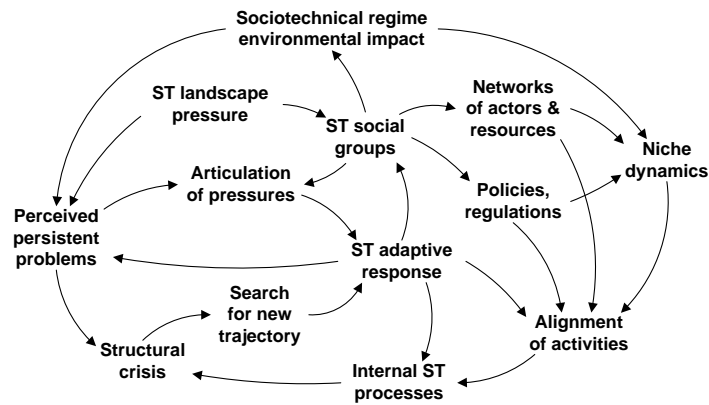 Sociotechnical regime
environmental impact
ST landscape
pressure
Networks
of actors &
resources
ST social
groups
Niche
dynamics
Articulation
of pressures
Policies,
regulations
Perceived
persistent
problems
ST adaptive
response
Search
for new
trajectory
Alignment
of activities
Structural
crisis
Internal ST
processes